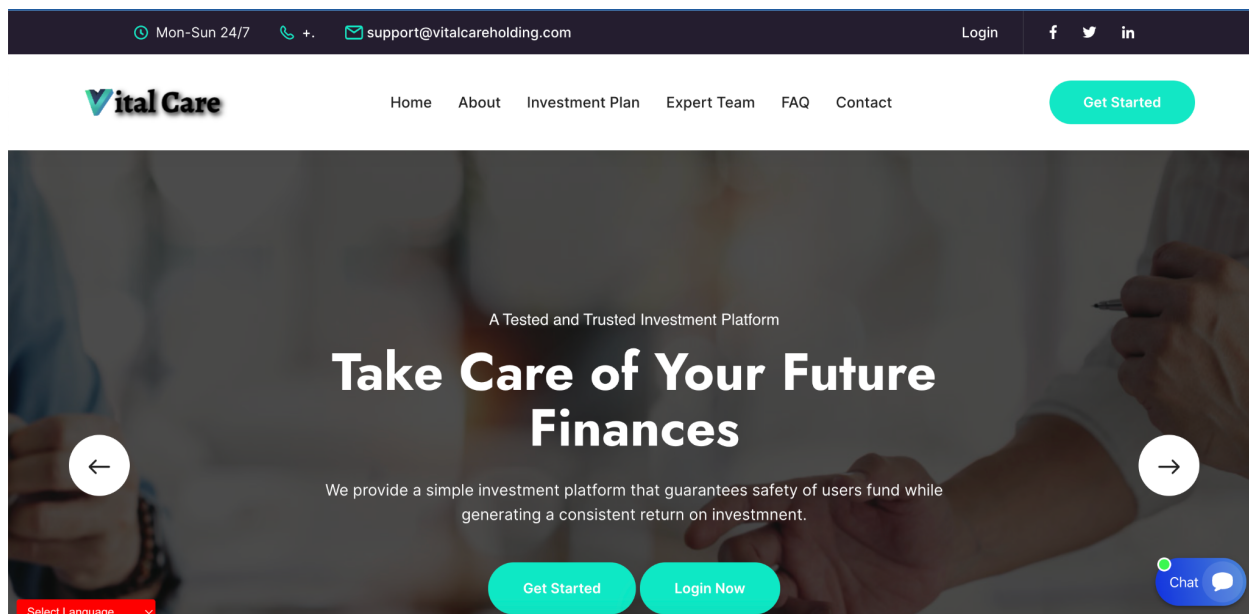 Mon-Sun 24/7 +. support@vitalcareholding.com Login
Vital Care
Home About Investment Plan Expert Team FAQ Contact Get Started
A Tested and Trusted Investment Platform
Take Care of Your Future
Finances
We provide a simple investment platform that guarantees safety of users fund while
generating a consistent return on investmnent.
Get Started Login Now
Chat
Select Language